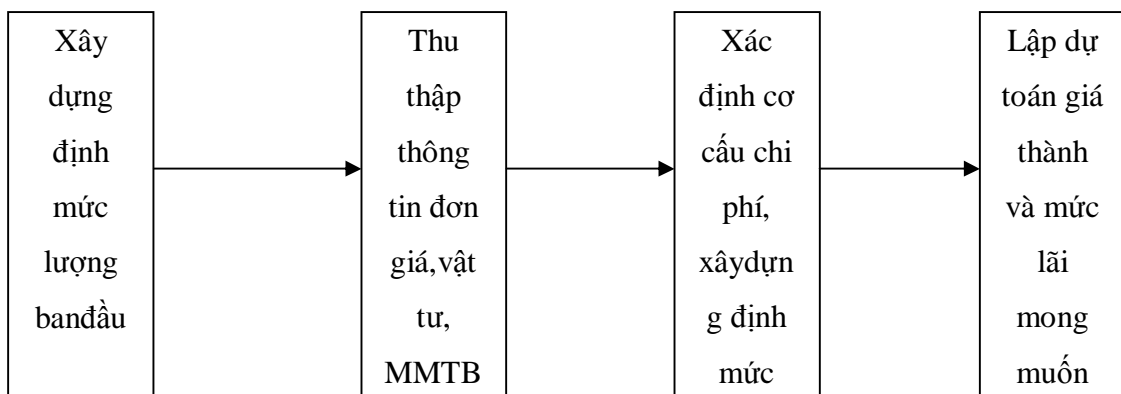 Xây
dựng
định
mức
lượng
banđầu
Thu
thập
thông
tin đơn
giá,vật
tư,
MMTB
Xác
định cơ
cấu chi
phí,
xâydựn
g định
mức
Lập dự
toán giá
thành
và mức
lãi
mong
muốn